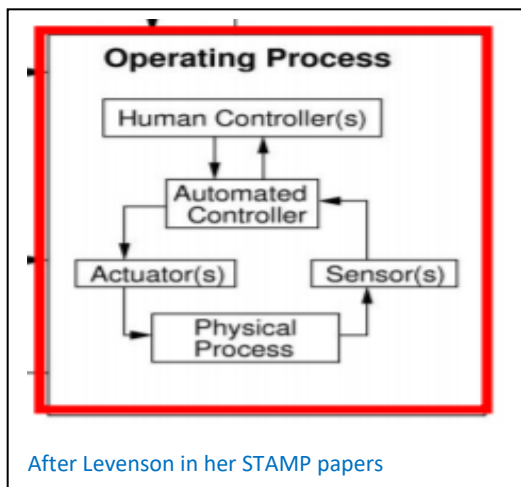 Operating Process
Human Controller(s)
Automated
Controller
Actuator(s)
Sensor(s)
Physical
Process
After Levenson in her STAMP papers